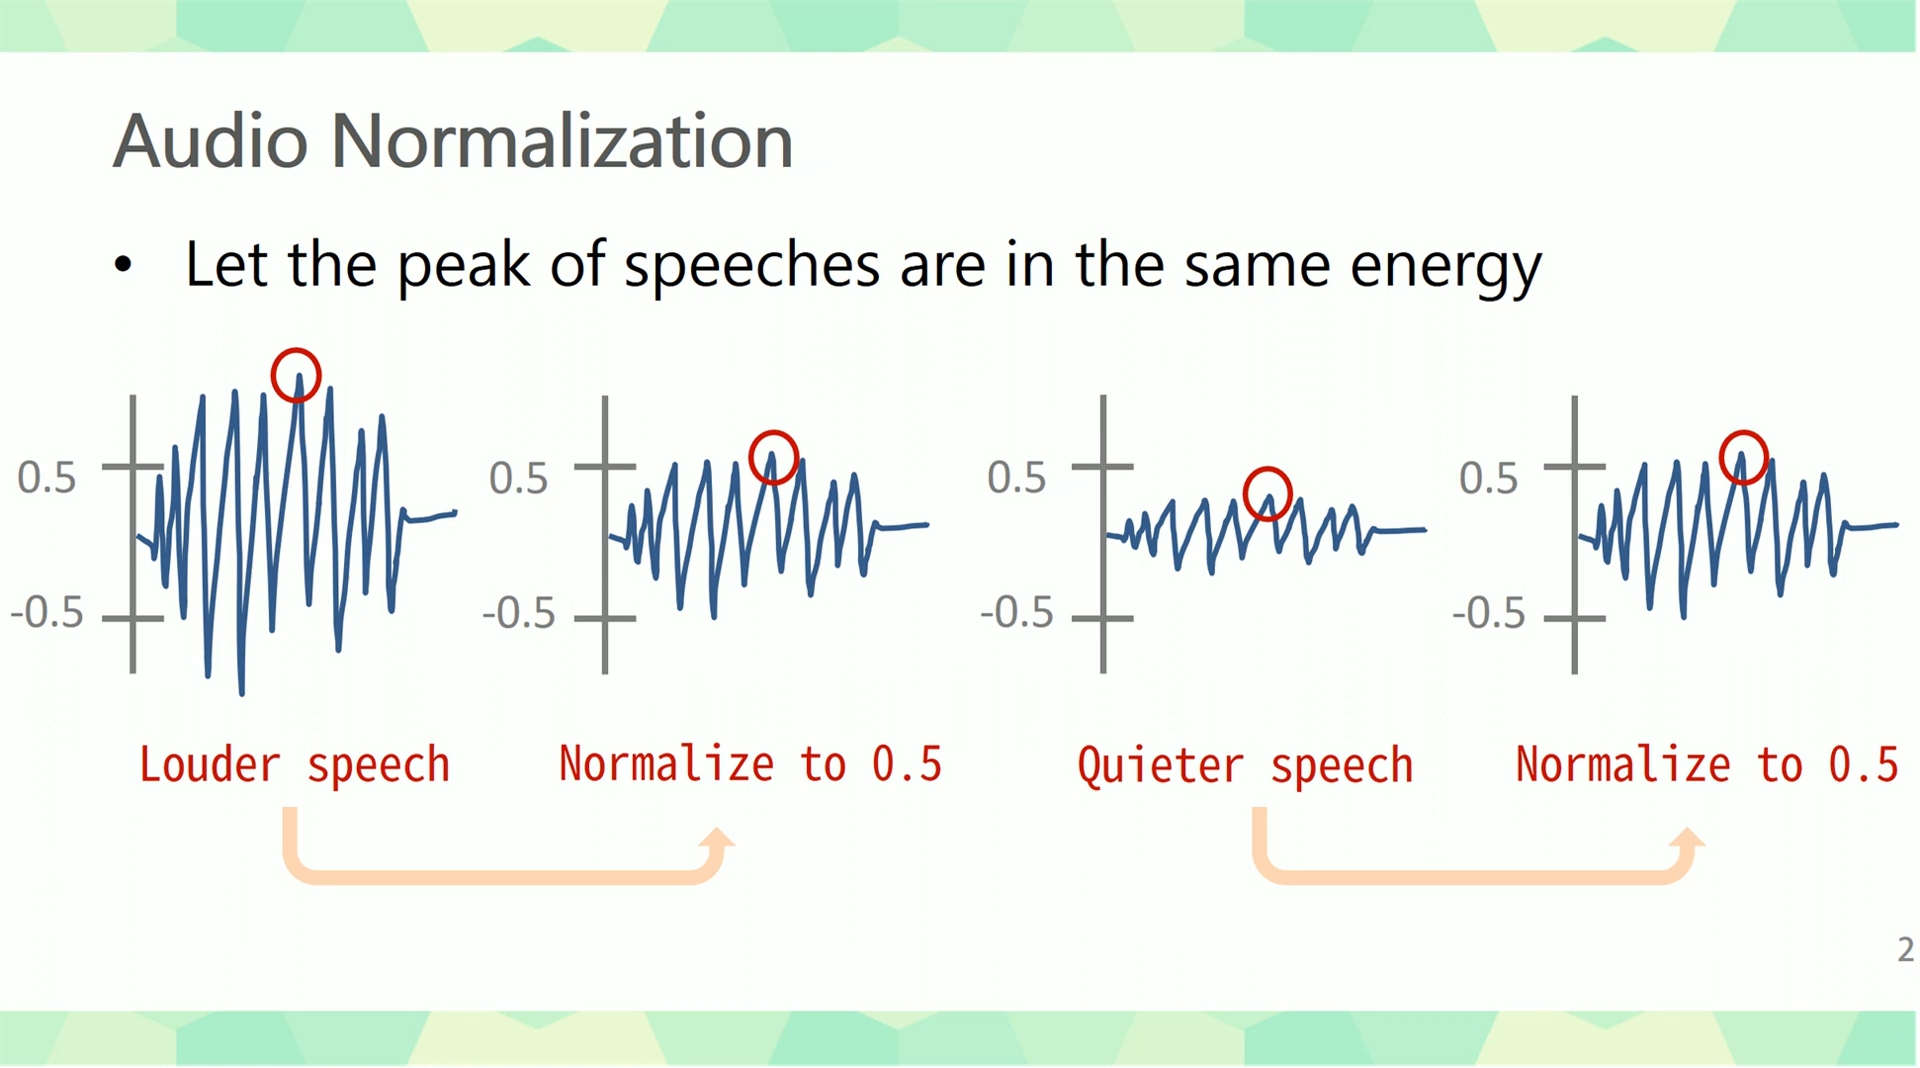 Audio Normalization
• Let the peak of speeches are in the same energy
0.5 0.5 0.5 0.5
-0.5 -0.5 -0.5 -0.5
Louder speech Normalize to 0.5 Quieter speech Normalize to 0.5
2